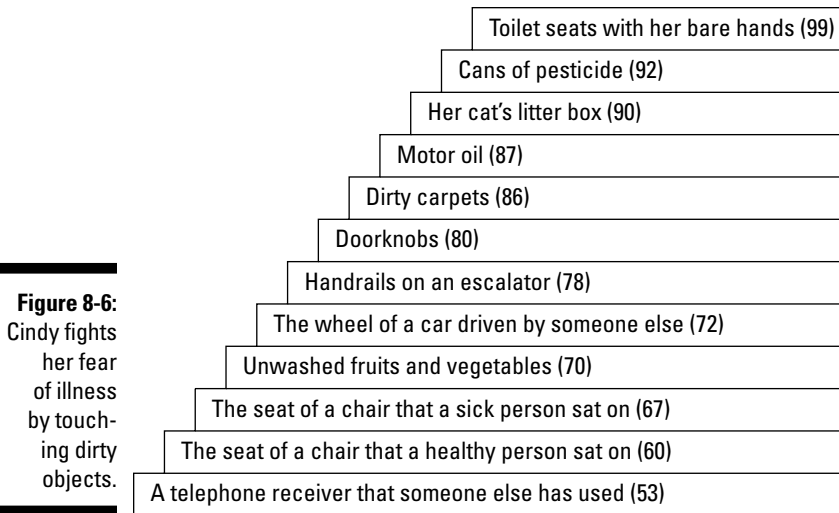 Toilet seats with her bare hands (99)
Cans of pesticide (92)
Her cat's litter box (90)
Motor oil (87)
Dirty carpets (86)
Doorknobs (80)
Handrails on an escalator (78)
The wheel of a car driven by someone else (72)
Unwashed fruits and vegetables (70)
The seat of a chair that a sick person sat on (67)
The seat of a chair that a healthy person sat on (60)
A telephone receiver that someone else has used (53)
Figure 8-6:
Cindy fights
her fear
of illness
by touch-
ing dirty
objects.